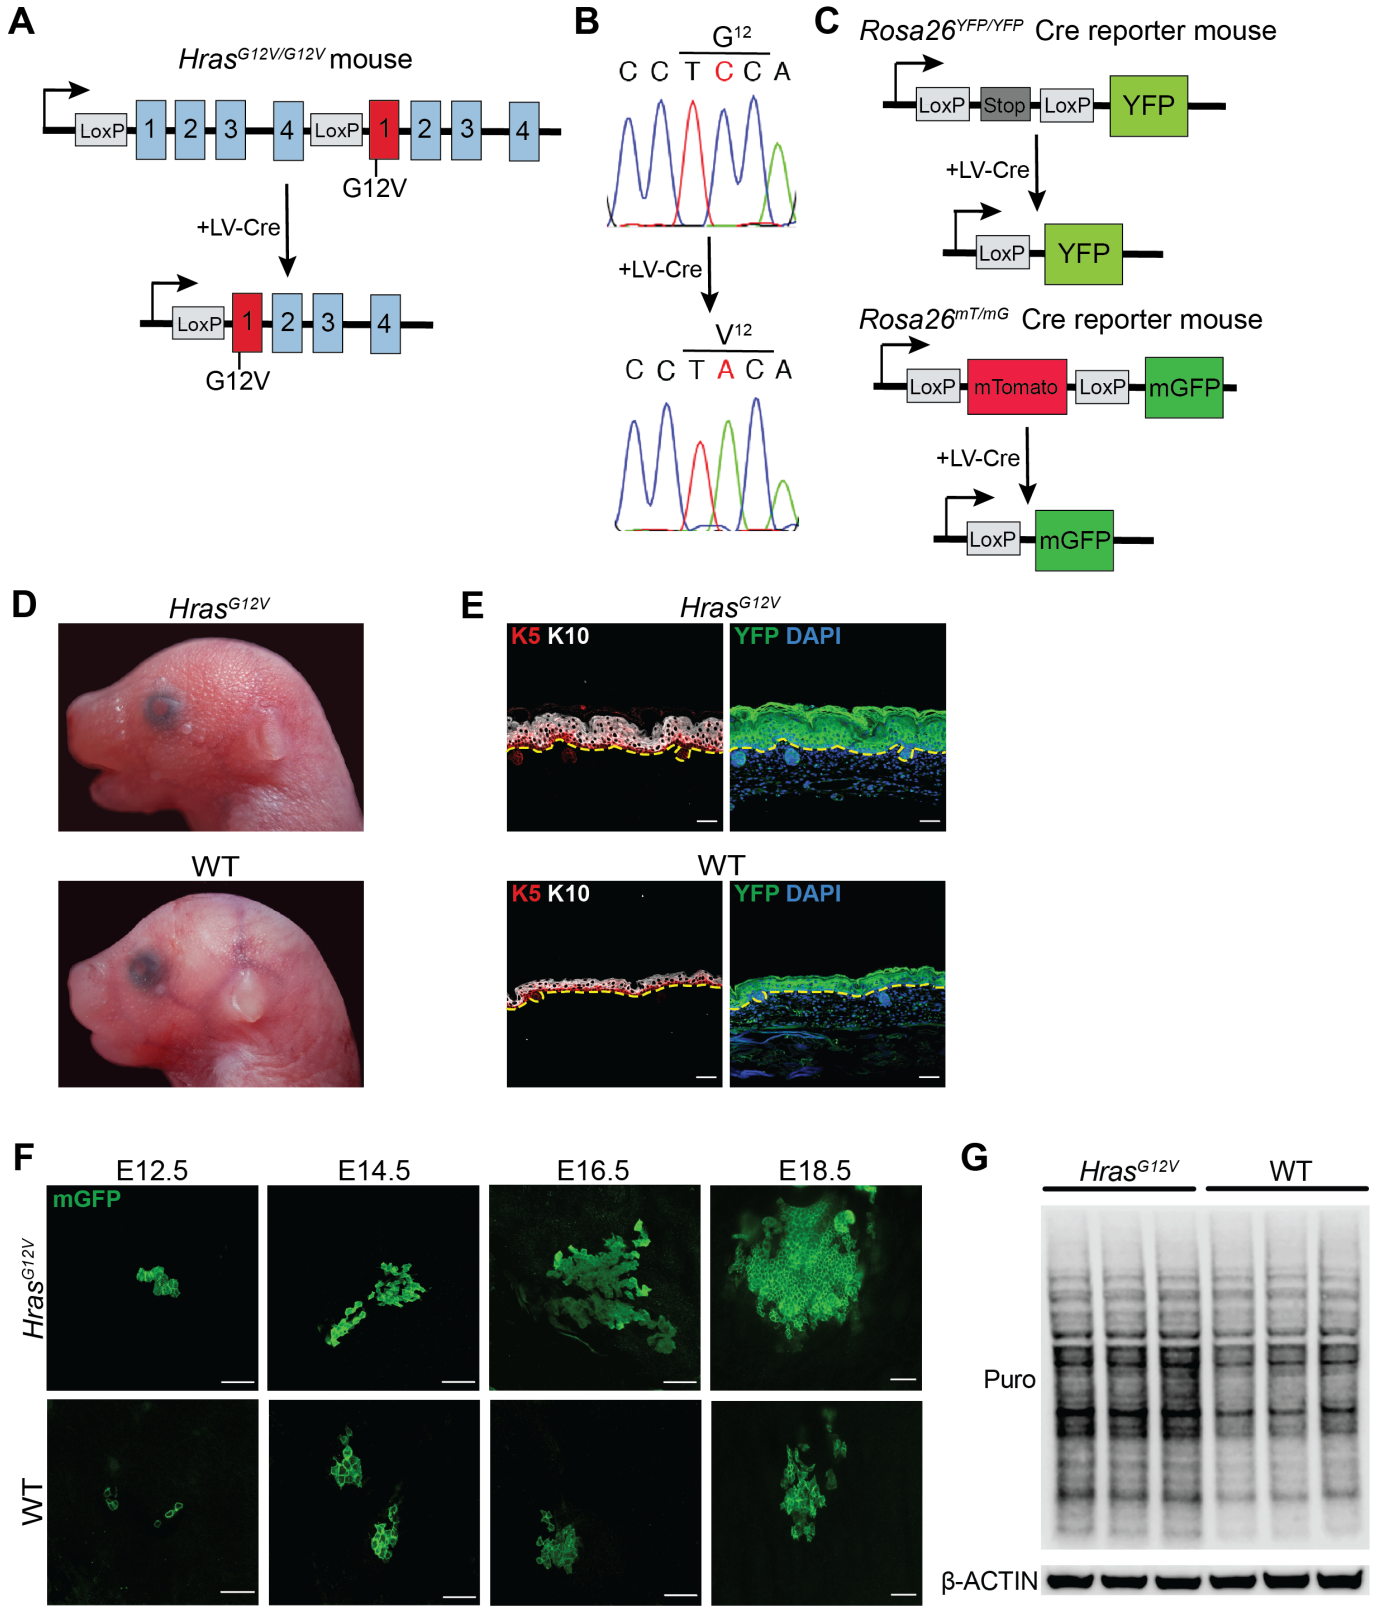 A
Hras^G12V/G12V mouse
LoxP 1 2 3 4 LoxP 1 2 3 4
G12V
+LV-Cre
LoxP 1 2 3 4
G12V
B
G¹²
C C T C C A
+LV-Cre
V¹²
C C T A C A
C
Rosa26^YFP/YFP Cre reporter mouse
LoxP Stop LoxP YFP
+LV-Cre
LoxP YFP
Rosa26^mT/mG Cre reporter mouse
LoxP mTomato LoxP mGFP
+LV-Cre
LoxP mGFP
D
Hras^G12V
WT
E
Hras^G12V
K5 K10
YFP DAPI
WT
K5 K10
YFP DAPI
F
E12.5 E14.5 E16.5 E18.5
mGFP
Hras^G12V
WT
G
Hras^G12V WT
Puro
β-ACTIN